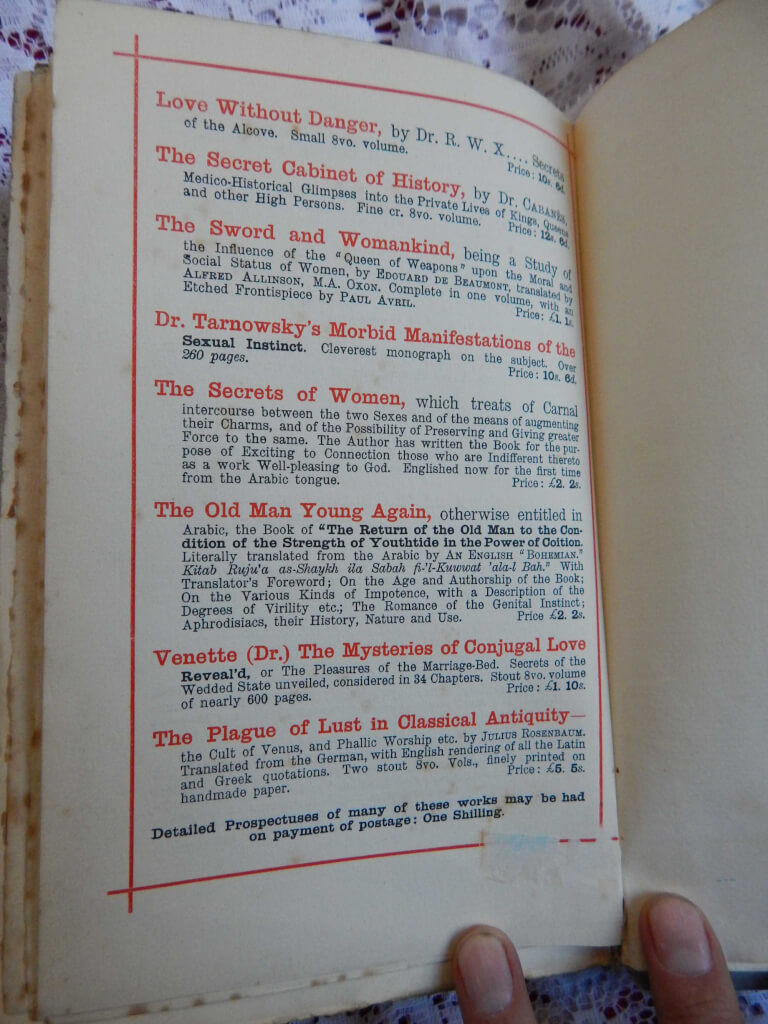 Love Without Danger, by Dr. R. W. X.... Secrets
of the Alcove. Small 8vo. volume.
Price: 10s. 6d.
The Secret Cabinet of History, by Dr. CABANÈS.
Medico-Historical Glimpses into the Private Lives of Kings, Queens
and other High Persons. Fine cr. 8vo. volume. Price: 12s. 6d.
The Sword and Womankind, being a Study of
the Influence of the "Queen of Weapons" upon the Moral and
Social Status of Women, by EDOUARD DE BEAUMONT, translated by
ALFRED ALLINSON, M.A. OXON. Complete in one volume, with an
Etched Frontispiece by PAUL AVRIL. Price: £1. 1s.
Dr. Tarnowsky's Morbid Manifestations of the
Sexual Instinct. Cleverest monograph on the subject. Over
260 pages. Price: 10s. 6d.
The Secrets of Women, which treats of Carnal
intercourse between the two Sexes and of the means of augmenting
their Charms, and of the Possibility of Preserving and Giving greater
Force to the same. The Author has written the Book for the pur-
pose of Exciting to Connection those who are Indifferent thereto
as a work Well-pleasing to God. Englished now for the first time
from the Arabic tongue. Price: £2. 2s.
The Old Man Young Again, otherwise entitled in
Arabic, the Book of "The Return of the Old Man to the Con-
dition of the Strength of Youthtide in the Power of Coition.
Literally translated from the Arabic by AN ENGLISH "BOHEMIAN."
Kitab Ruju'a as-Shaykh ila Sabah fi-'l-Kuwwat 'ala-l Bah." With
Translator's Foreword; On the Age and Authorship of the Book;
On the Various Kinds of Impotence, with a Description of the
Degrees of Virility etc.; The Romance of the Genital Instinct;
Aphrodisiacs, their History, Nature and Use. Price £2. 2s.
Venette (Dr.) The Mysteries of Conjugal Love
Reveal'd, or The Pleasures of the Marriage-Bed. Secrets of the
Wedded State unveiled, considered in 34 Chapters. Stout 8vo. volume
of nearly 600 pages. Price: £1. 10s.
The Plague of Lust in Classical Antiquity—
the Cult of Venus, and Phallic Worship etc. by JULIUS ROSENBAUM.
Translated from the German, with English rendering of all the Latin
and Greek quotations. Two stout 8vo. Vols., finely printed on
handmade paper. Price: £5. 5s.
Detailed Prospectuses of many of these works may be had
on payment of postage: One Shilling.